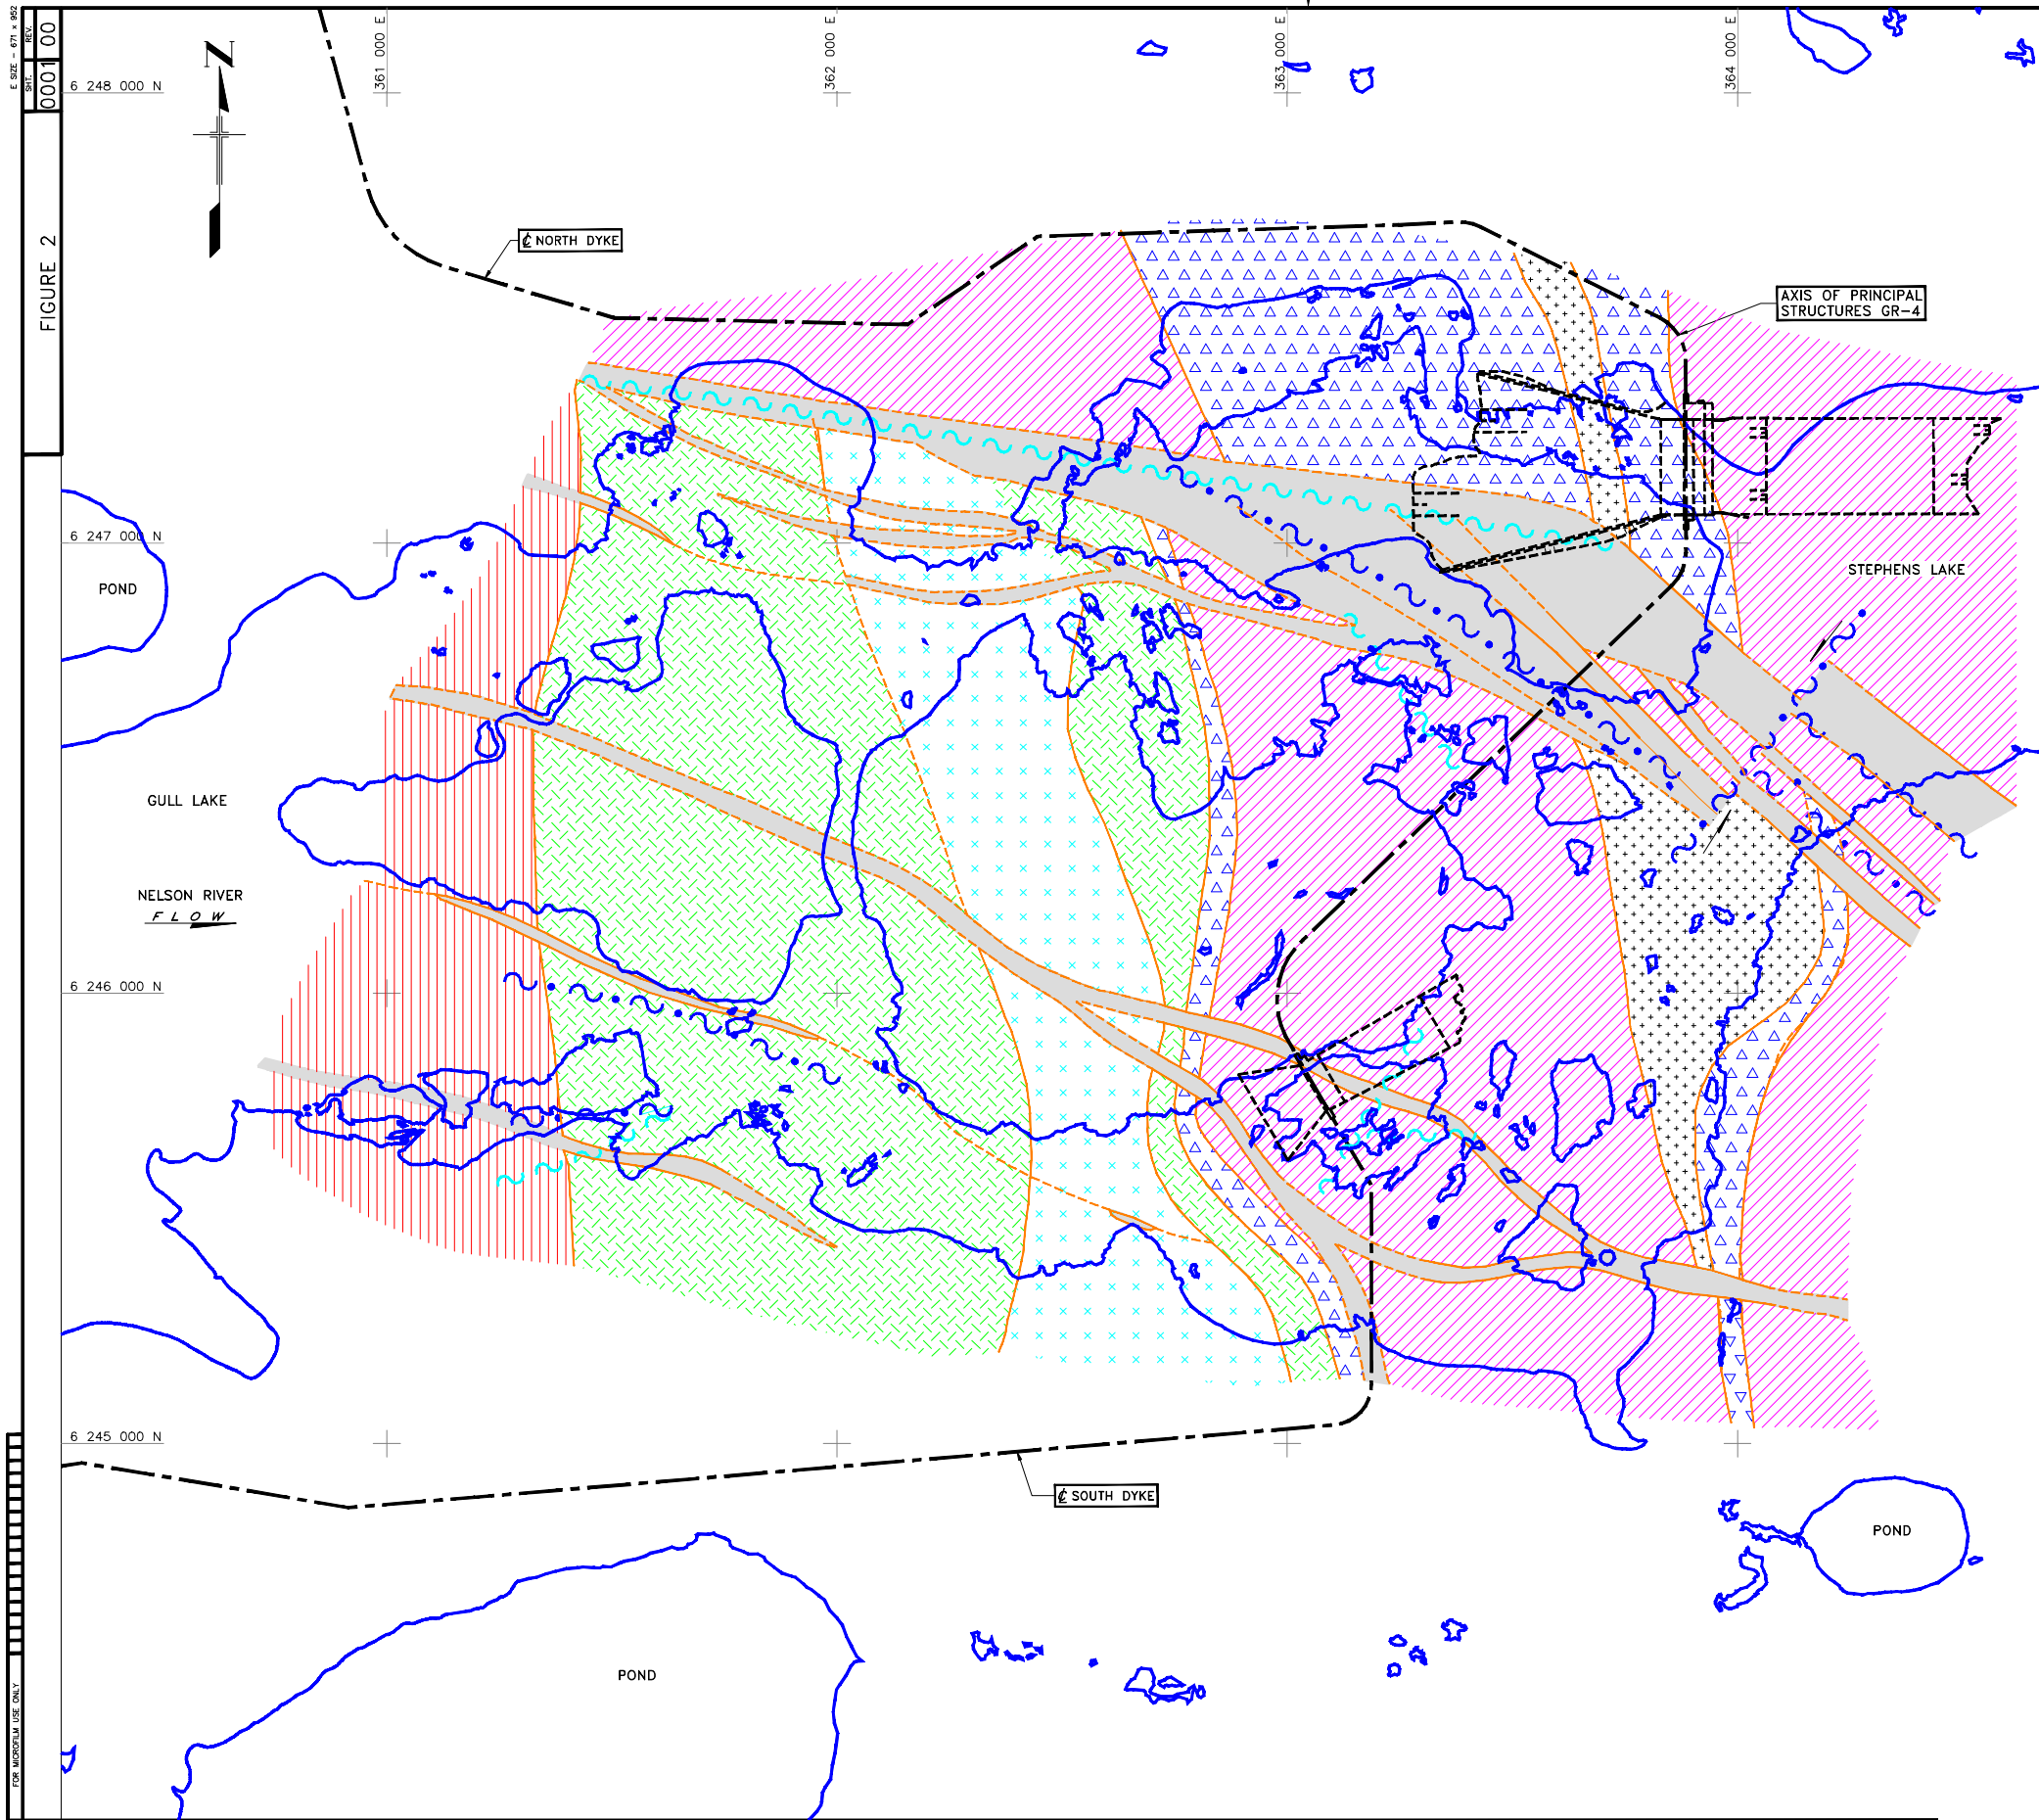 E SIZE - 671 x 952
SHT.
REV.
0001
00
FIGURE 2
FOR MICROFILM USE ONLY
N
361 000 E
362 000 E
363 000 E
364 000 E
6 248 000 N
℄ NORTH DYKE
AXIS OF PRINCIPAL
STRUCTURES GR-4
6 247 000 N
POND
STEPHENS LAKE
GULL LAKE
NELSON RIVER
FLOW
6 246 000 N
6 245 000 N
℄ SOUTH DYKE
POND
POND